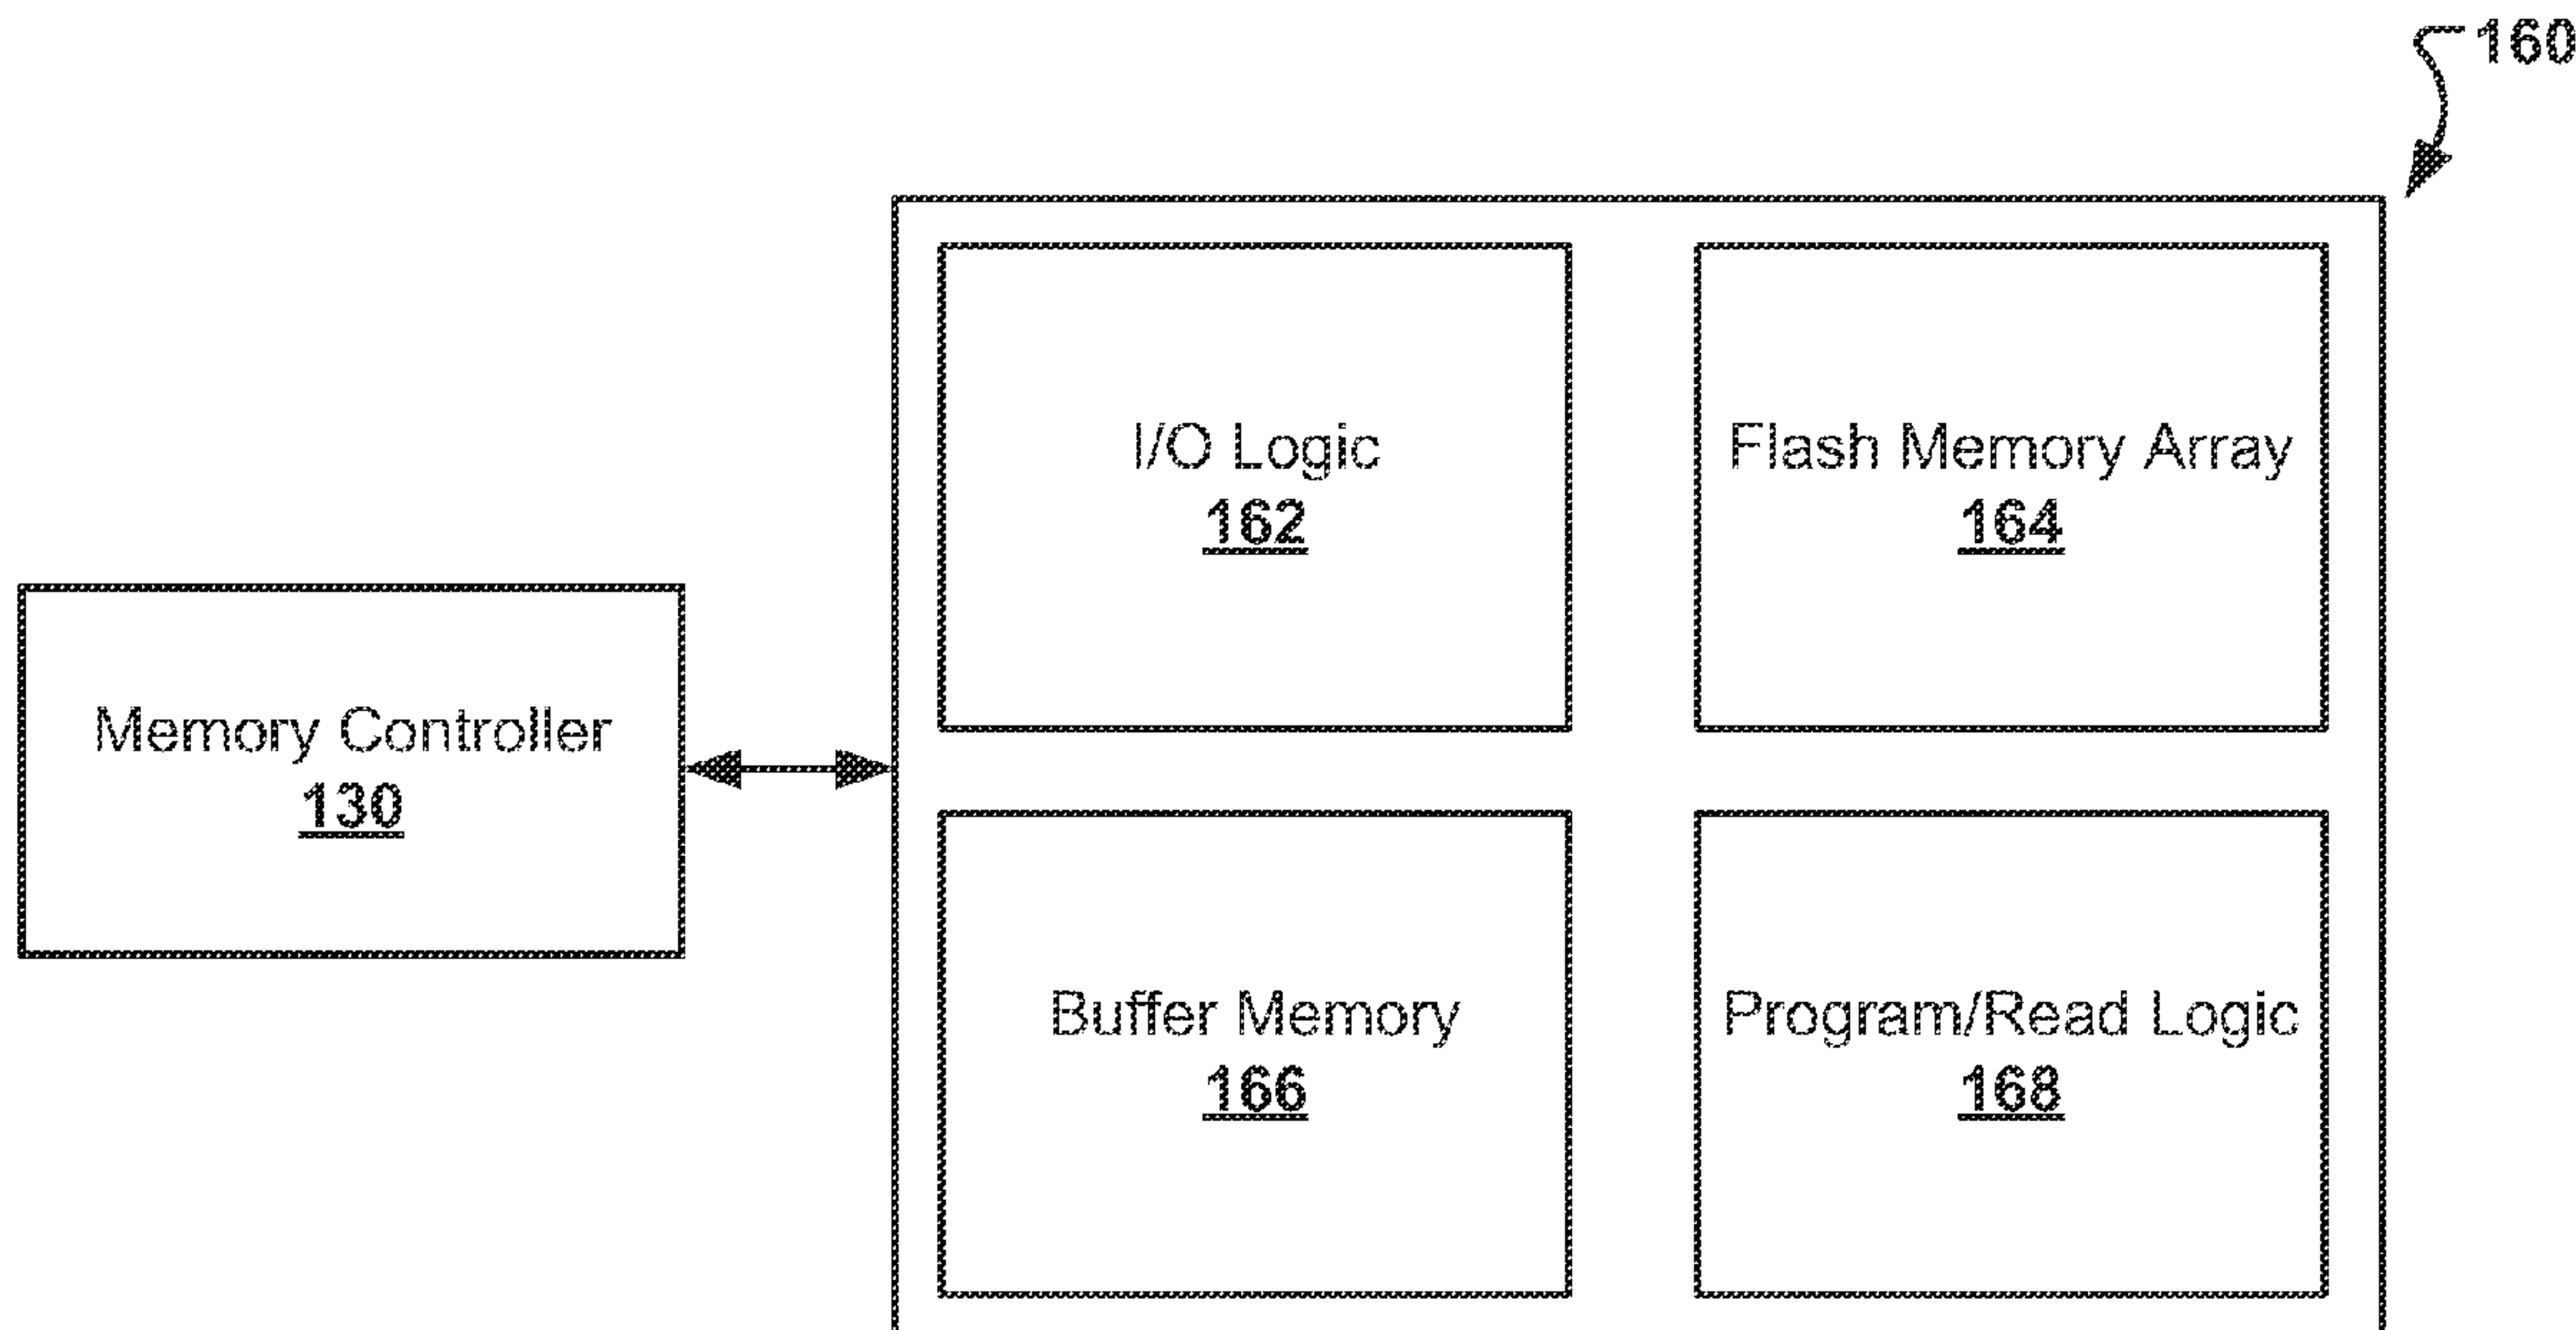 160
I/O Logic
162
Flash Memory Array
164
Memory Controller
130
Buffer Memory
166
Program/Read Logic
168